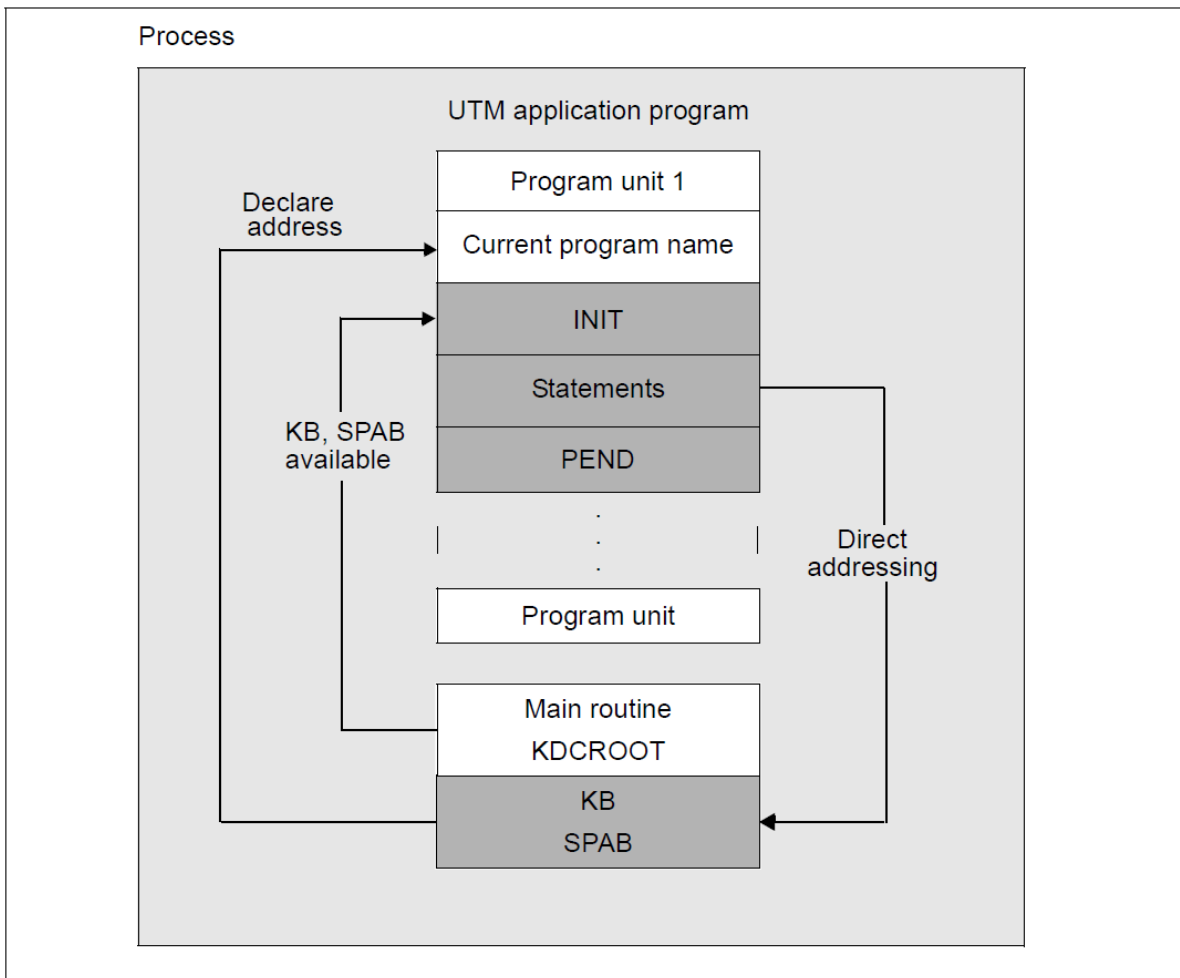 Process
UTM application program
Program unit 1
Declare
address
Current program name
INIT
Statements
KB, SPAB
available
PEND
Direct
addressing
Program unit
Main routine
KDCROOT
KB
SPAB